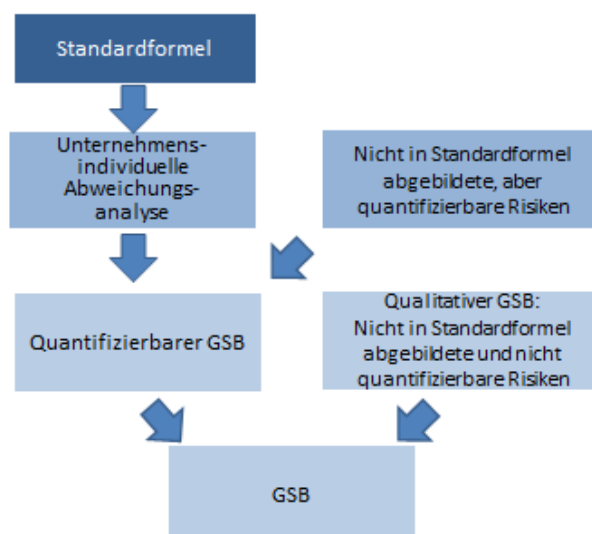 Standardformel
Unternehmens-
individuelle
Abweichungs-
analyse
Nicht in Standardformel
abgebildete, aber
quantifizierbare Risiken
Quantifizierbarer GSB
Qualitativer GSB:
Nicht in Standardformel
abgebildete und nicht
quantifizierbare Risiken
GSB